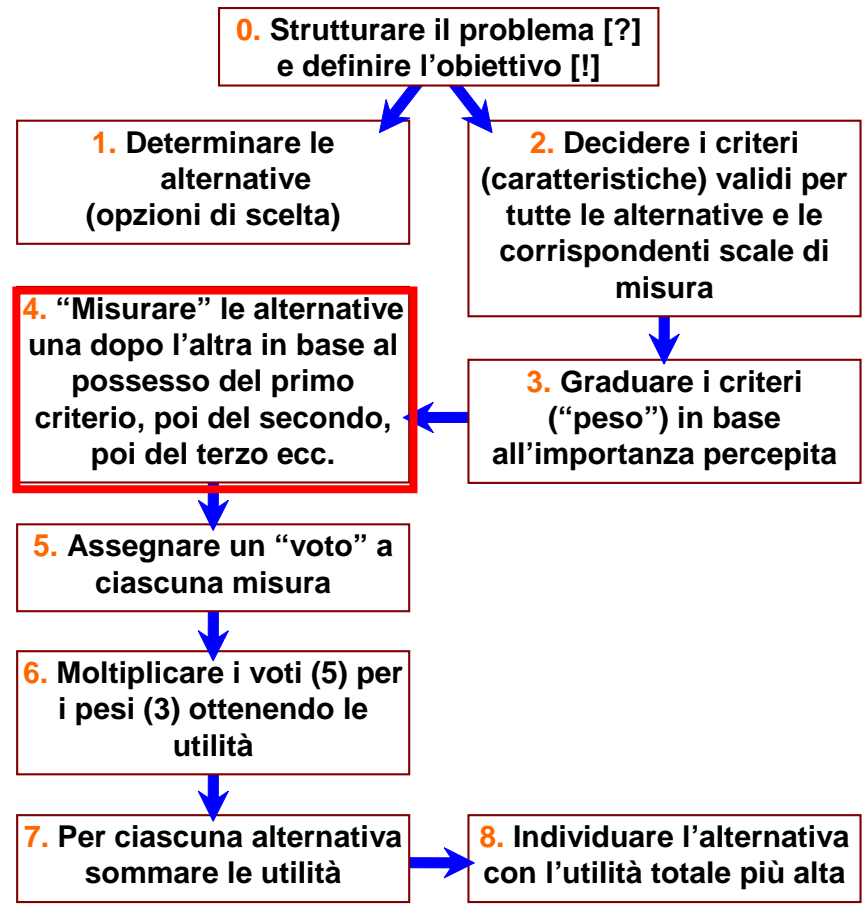 0. Strutturare il problema [?]
e definire l’obiettivo [!]
1. Determinare le
alternative
(opzioni di scelta)
2. Decidere i criteri
(caratteristiche) validi per
tutte le alternative e le
corrispondenti scale di
misura
3. Graduare i criteri
(“peso”) in base
all’importanza percepita
4. “Misurare” le alternative
una dopo l’altra in base al
possesso del primo
criterio, poi del secondo,
poi del terzo ecc.
5. Assegnare un “voto” a
ciascuna misura
6. Moltiplicare i voti (5) per
i pesi (3) ottenendo le
utilità
7. Per ciascuna alternativa
sommare le utilità
8. Individuare l’alternativa
con l’utilità totale più alta